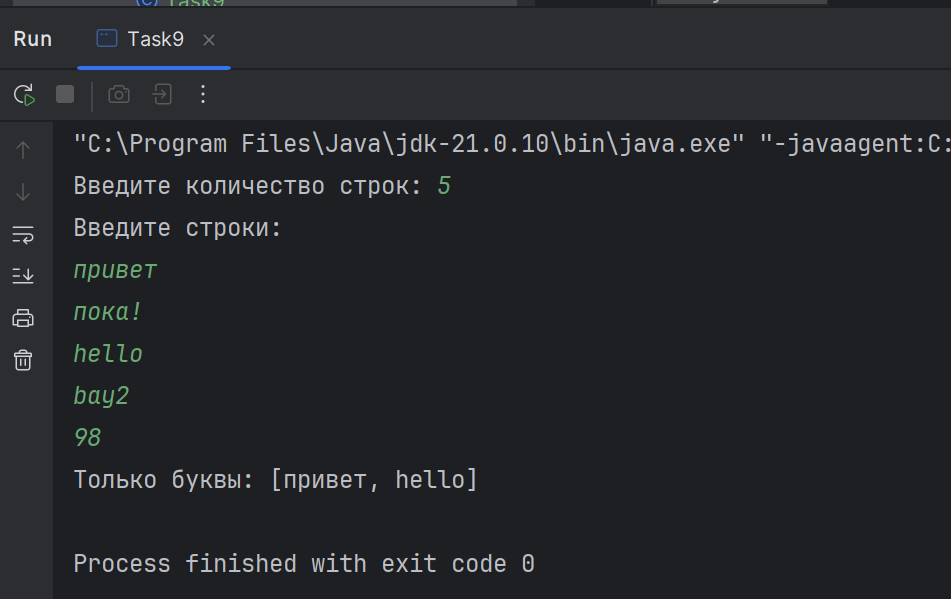 Task9
Run
Task9
"C:\Program Files\Java\jdk-21.0.10\bin\java.exe" "-javaagent:C:
Введите количество строк: 5
Введите строки:
привет
пока!
hello
bay2
98
Только буквы: [привет, hello]
Process finished with exit code 0